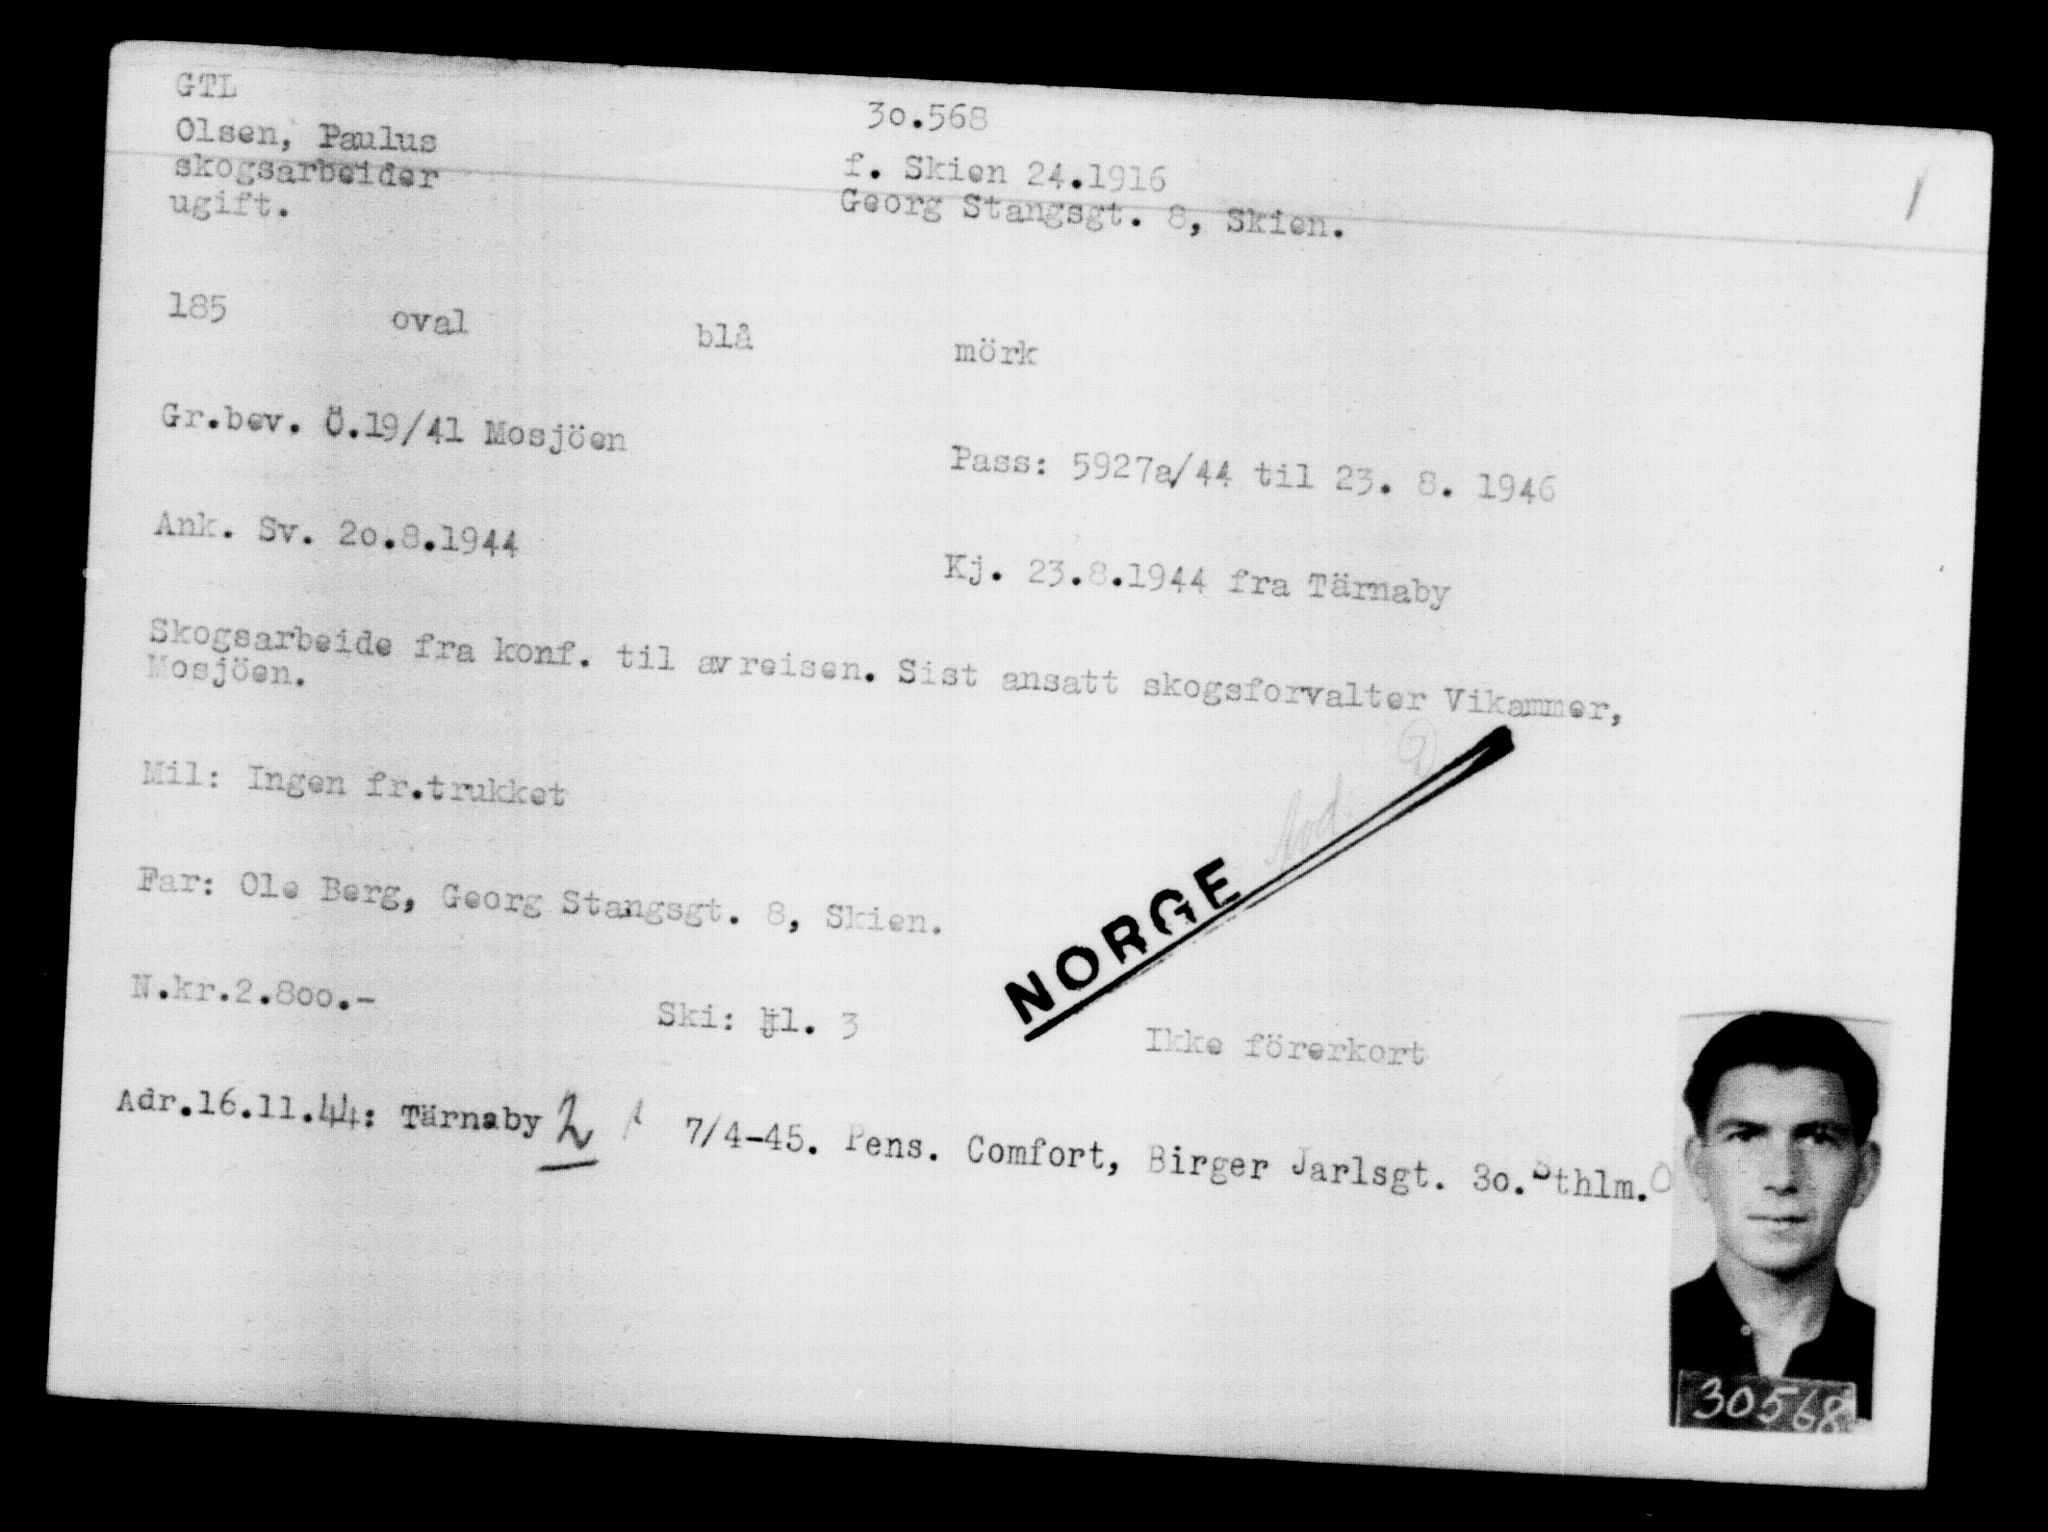 GTL
30.568
Olsen, Paulus
f. Skien 24.1916
skogsarbeider
Georg Stangsgt. 8, Skien.
ugift.
185 oval blå mörk
Gr.bev. Ö.19/41 Mosjöen
Pass: 5927a/44 til 23. 8. 1946
Ank. Sv. 20.8.1944
Kj. 23.8.1944 fra Tärnaby
Skogsarbeide fra konf. til avreisen. Sist ansatt skogsforvalter Vikammer,
Mosjöen.
Mil: Ingen fr.trukket
Far: Ole Berg, Georg Stangsgt. 8, Skien.
NORGE
N.kr.2.800.-
Ski: kl. 3
Ikke förerkort
Adr.16.11.44: Tärnaby 2
7/4-45. Pens. Comfort, Birger Jarlsgt. 30. Sthlm.
30568